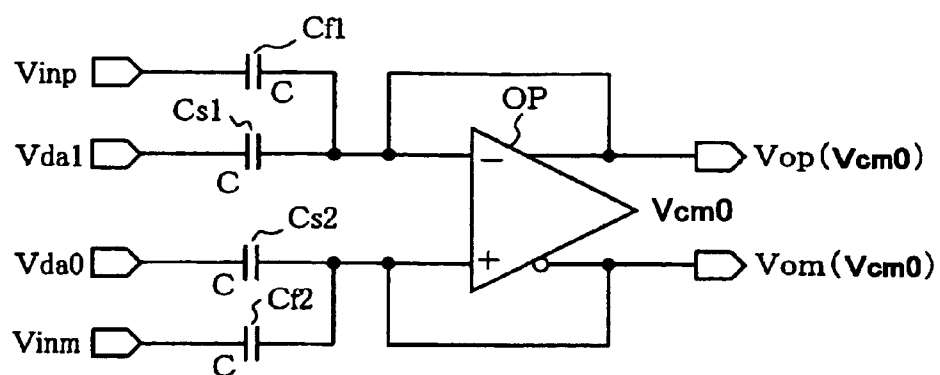 Cf1
Vinp
C
OP
Cs1
Vda1
C
−
Vop(Vcm0)
Vcm0
Cs2
Vda0
C
+
Vom(Vcm0)
Cf2
Vinm
C